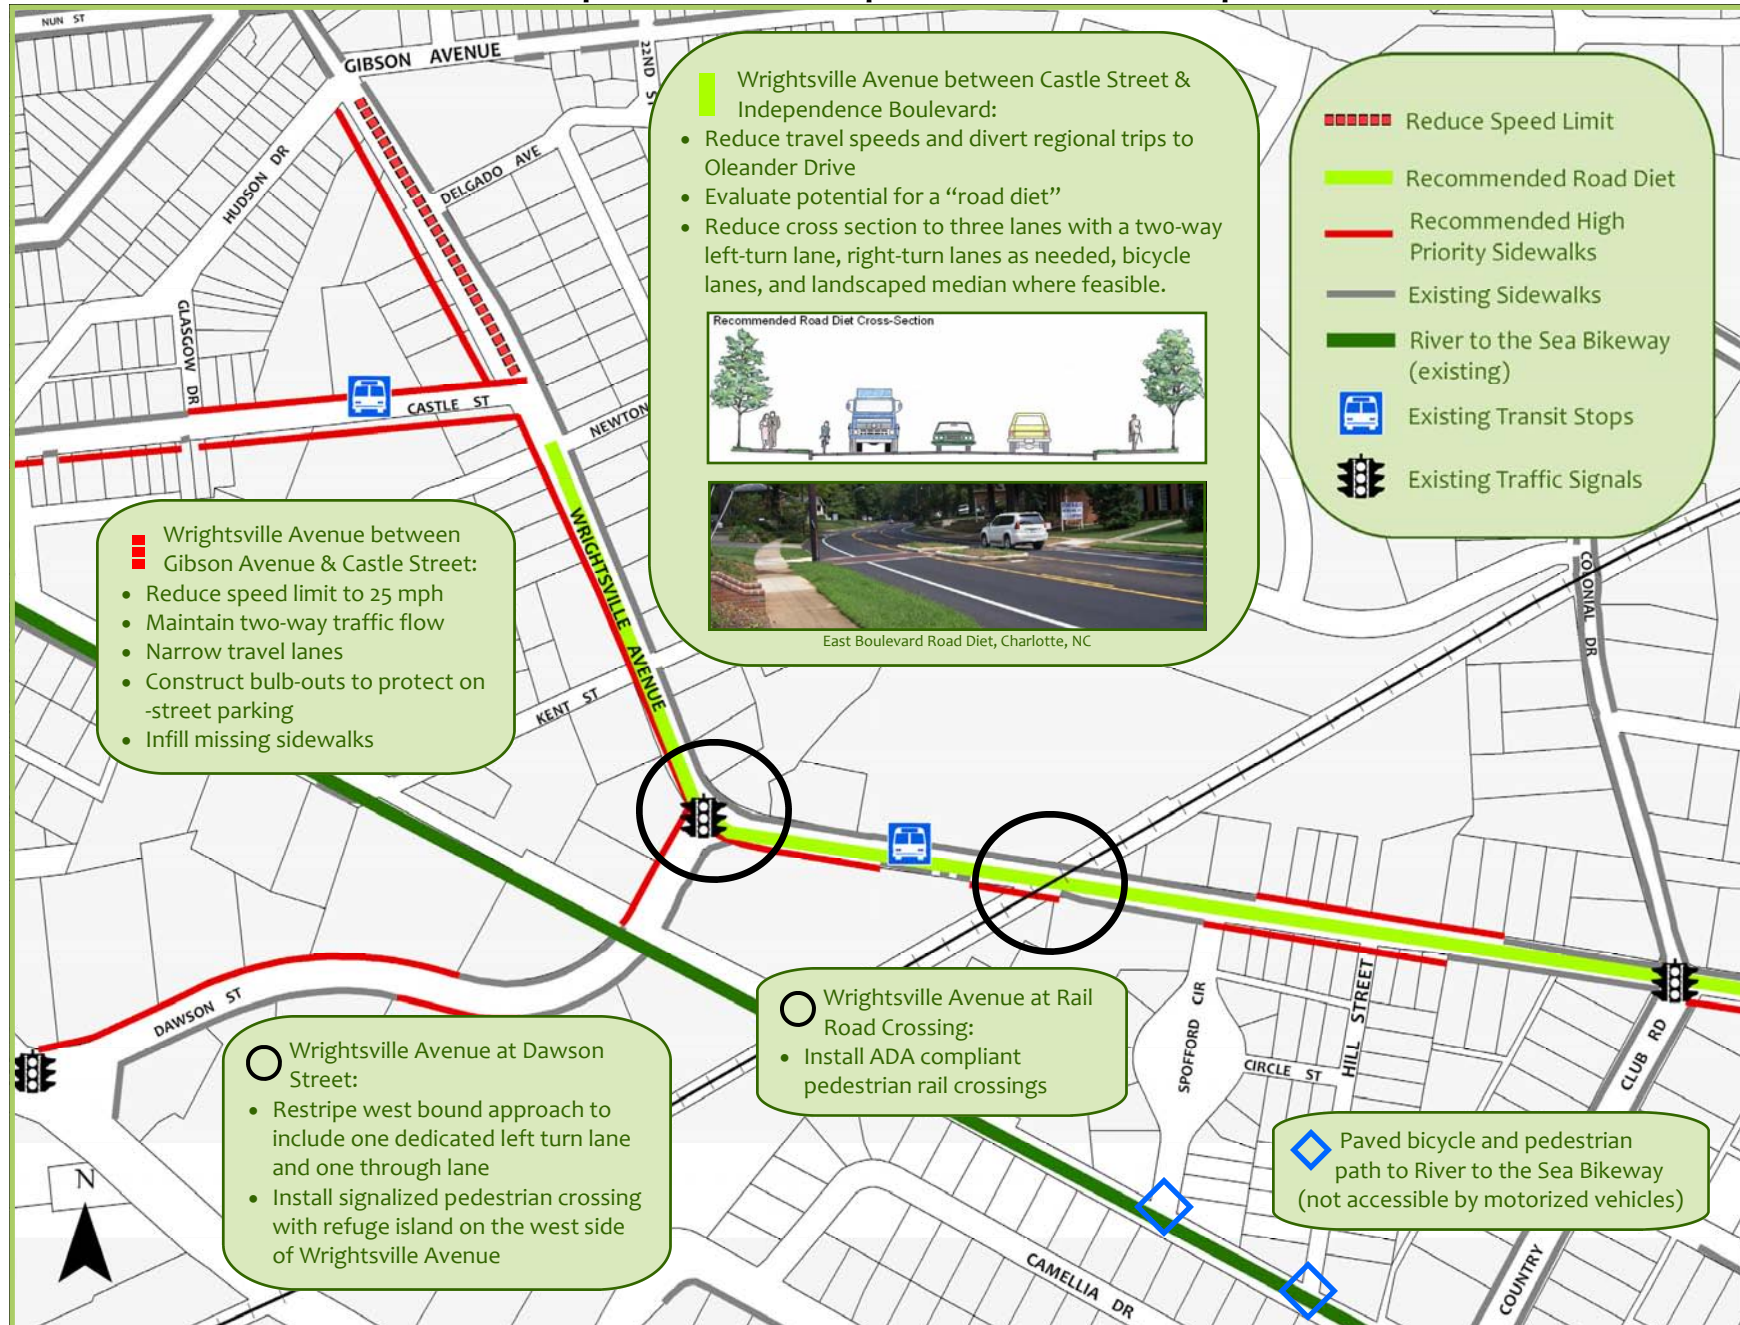 NUN ST
GIBSON AVENUE
22ND ST
HUDSON DR
DELGADO AVE
GLASGOW DR
CASTLE ST
NEWTON
WRIGHTSVILLE AVENUE
KENT ST
DAWSON ST
COLONIAL DR
SPOFFORD CIR
HILL STREET
CIRCLE ST
CLUB RD
COUNTRY
CAMELLIA DR
N
Wrightsville Avenue between Castle Street &
Independence Boulevard:
• Reduce travel speeds and divert regional trips to
Oleander Drive
• Evaluate potential for a “road diet”
• Reduce cross section to three lanes with a two-way
left-turn lane, right-turn lanes as needed, bicycle
lanes, and landscaped median where feasible.
Recommended Road Diet Cross-Section
East Boulevard Road Diet, Charlotte, NC
Reduce Speed Limit
Recommended Road Diet
Recommended High
Priority Sidewalks
Existing Sidewalks
River to the Sea Bikeway
(existing)
Existing Transit Stops
Existing Traffic Signals
Wrightsville Avenue between
Gibson Avenue & Castle Street:
• Reduce speed limit to 25 mph
• Maintain two-way traffic flow
• Narrow travel lanes
• Construct bulb-outs to protect on
-street parking
• Infill missing sidewalks
Wrightsville Avenue at Dawson
Street:
• Restripe west bound approach to
include one dedicated left turn lane
and one through lane
• Install signalized pedestrian crossing
with refuge island on the west side
of Wrightsville Avenue
Wrightsville Avenue at Rail
Road Crossing:
• Install ADA compliant
pedestrian rail crossings
Paved bicycle and pedestrian
path to River to the Sea Bikeway
(not accessible by motorized vehicles)